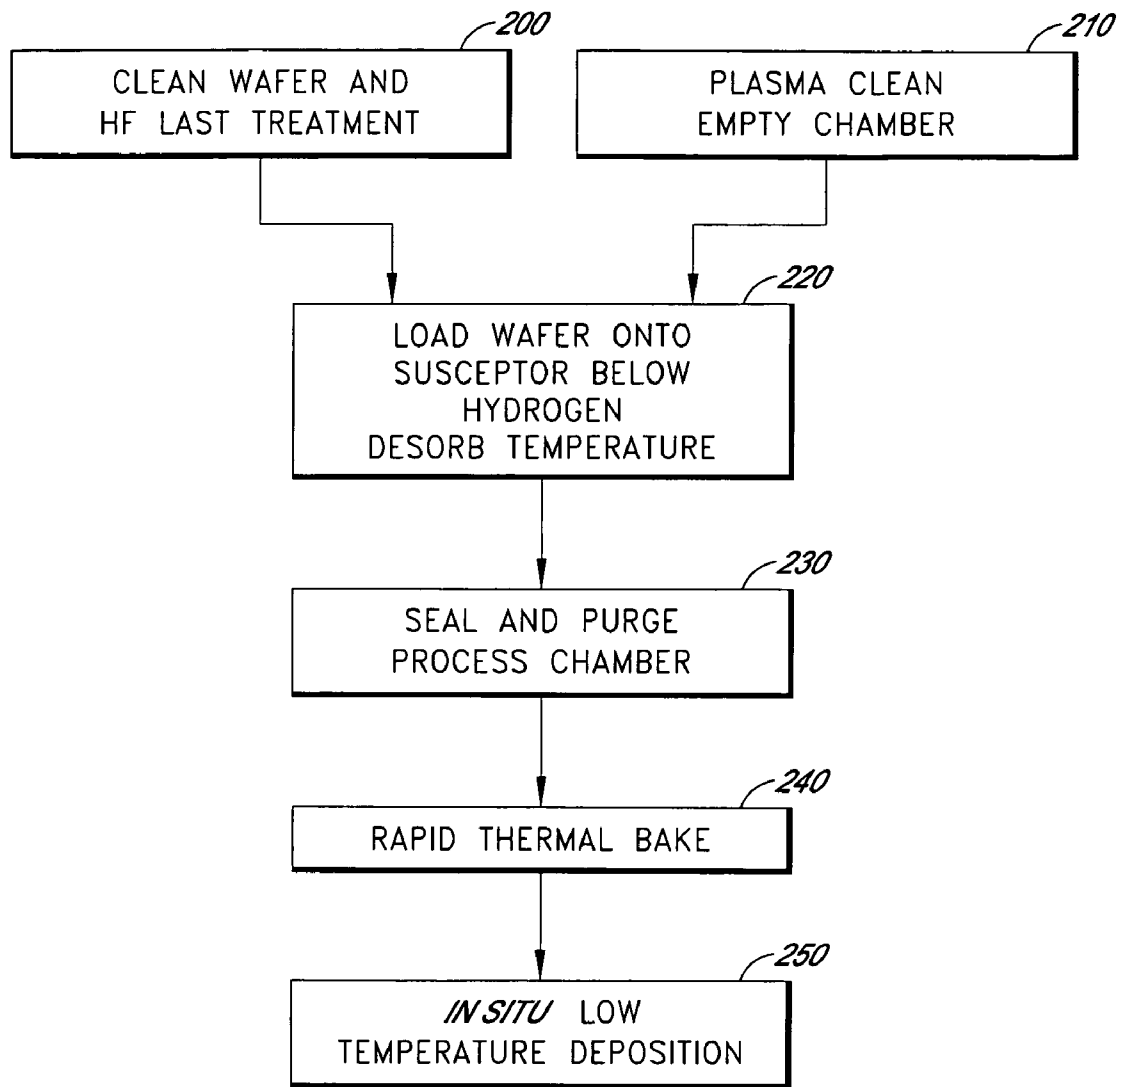 200
CLEAN WAFER AND
HF LAST TREATMENT
210
PLASMA CLEAN
EMPTY CHAMBER
220
LOAD WAFER ONTO
SUSCEPTOR BELOW
HYDROGEN
DESORB TEMPERATURE
230
SEAL AND PURGE
PROCESS CHAMBER
240
RAPID THERMAL BAKE
250
IN SITU LOW
TEMPERATURE DEPOSITION